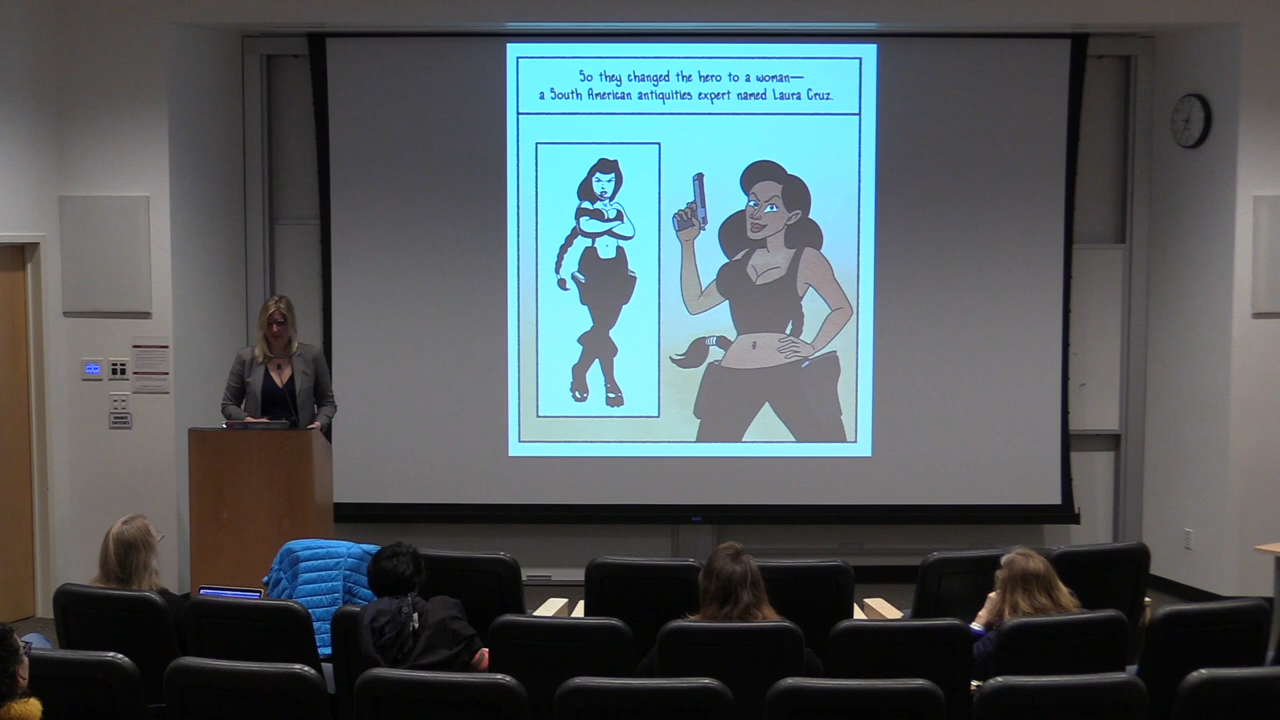 So they changed the hero to a woman—
a South American antiquities expert named Laura Cruz.